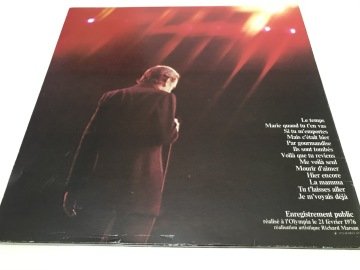 Le temps
Marie quand tu t'en vas
Si tu m'emportes
Mais c'était hier
Par gourmandise
Ils sont tombés
Voilà que tu reviens
Me voilà seul
Mourir d'aimer
Hier encore
La mamma
Tu t'laisses aller
Je m'voyais déjà
Enregistrement public
réalisé à l'Olympia le 21 février 1976
réalisation artistique Richard Marsan